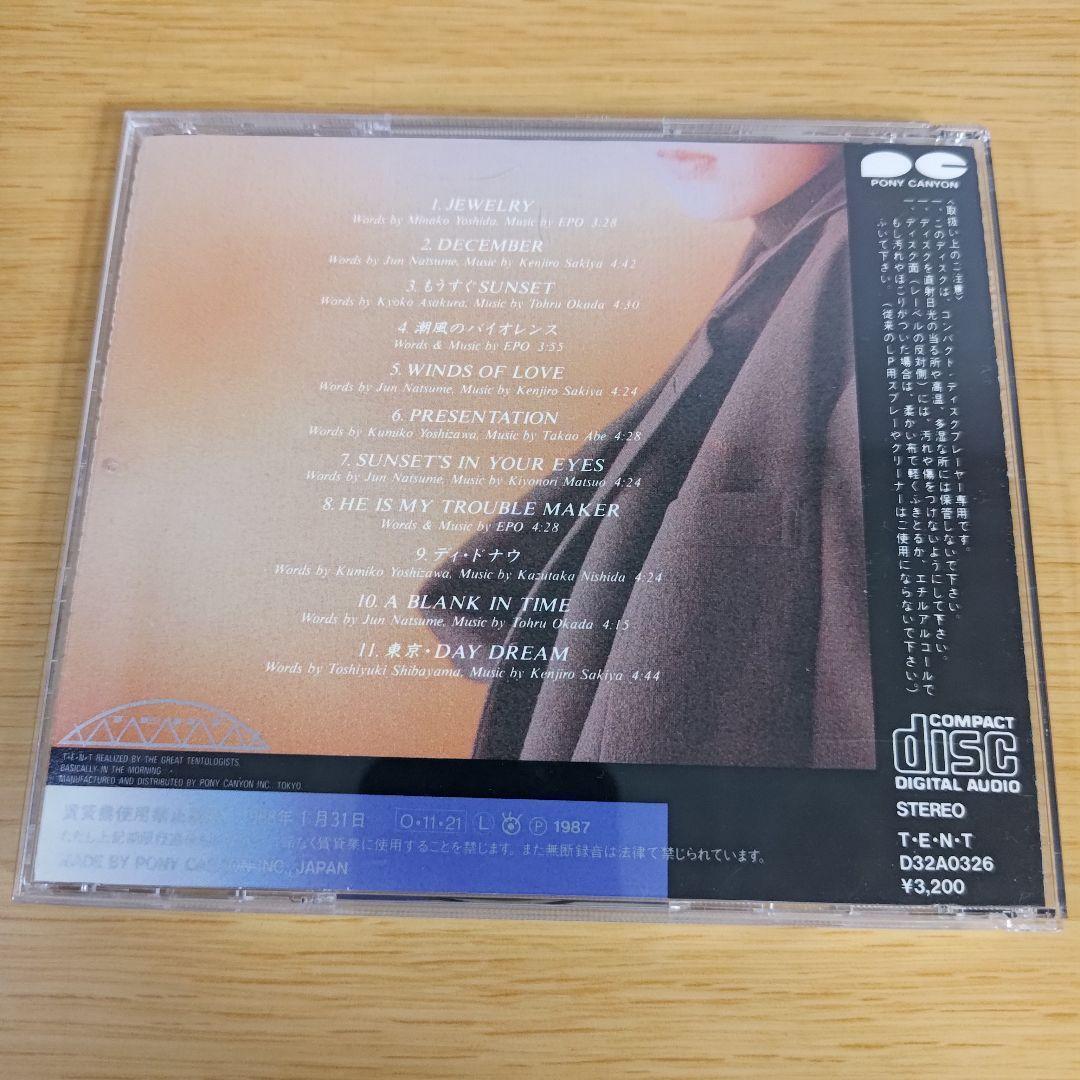 1. JEWELRY
Words by Minako Yoshida, Music by EPO 3:28
2. DECEMBER
Words by Jun Natsume, Music by Kenjiro Sakiya 4:42
3. もうすぐSUNSET
Words by Kyoko Asakura, Music by Tohru Okada 4:30
4. 潮風のバイオレンス
Words & Music by EPO 3:55
5. WINDS OF LOVE
Words by Jun Natsume, Music by Kenjiro Sakiya 4:24
6. PRESENTATION
Words by Kumiko Yoshizawa, Music by Takao Abe 4:28
7. SUNSET'S IN YOUR EYES
Words by Jun Natsume, Music by Kiyonori Matsuo 4:24
8. HE IS MY TROUBLE MAKER
Words & Music by EPO 4:28
9. ディ・ドナウ
Words by Kumiko Yoshizawa, Music by Kazutaka Nishida 4:24
10. A BLANK IN TIME
Words by Jun Natsume, Music by Tohru Okada 4:15
11. 東京・DAY DREAM
Words by Toshiyuki Shibayama, Music by Kenjiro Sakiya 4:44
T•E•N•T REALIZED BY THE GREAT TENTOLOGISTS,
BASICALLY IN THE MORNING
MANUFACTURED AND DISTRIBUTED BY PONY CANYON INC. TOKYO.
年1月31日 O・11・21 L Ⓟ 1987
なく賃貸業に使用することを禁じます。また無断録音は法律で禁じられています。
MADE BY PONY CANYON INC., JAPAN
PONY CANYON
〈取扱い上のご注意〉
一、このディスクは、コンパクト・ディスクプレーヤー専用です。
一、ディスクを直射日光の当る所や高温、多湿な所には保管しないで下さい。
一、ディスク面(レーベルの反対側)には、汚れや傷をつけないようにして下さい。
もし汚れやほこりがついた場合は、柔かい布で軽くふきとるか、エチルアルコールで
ふいて下さい。(従来のLP用スプレーやクリーナーはご使用にならないで下さい。)
COMPACT
disc
DIGITAL AUDIO
STEREO
T・E・N・T
D32A0326
¥3,200